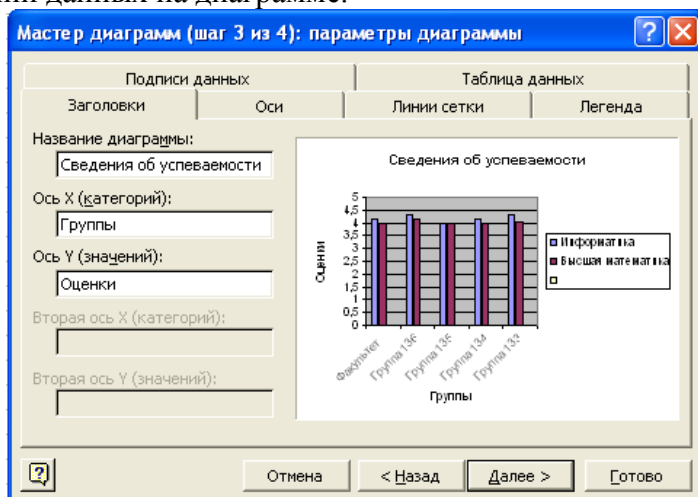 данных на диаграмме.
Мастер диаграмм (шаг 3 из 4): параметры диаграммы
Подписи данных
Таблица данных
Заголовки
Оси
Линии сетки
Легенда
Название диаграммы:
Сведения об успеваемости
Ось X (категорий):
Группы
Ось Y (значений):
Оценки
Вторая ось X (категорий):
Вторая ось Y (значений):
Сведения об успеваемости
5
4,5
4
3,5
3
2,5
2
1,5
1
0,5
0
Оценки
Факультет
Группа 136
Группа 135
Группа 134
Группа 133
Группы
Информатика
Высшая математика
Отмена
< Назад
Далее >
Готово